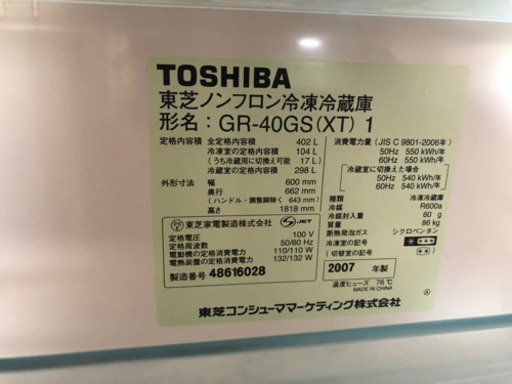 TOSHIBA
東芝ノンフロン冷凍冷蔵庫
形名：GR-40GS(XT) 1
定格内容積 全定格内容積 402 L
冷凍室の定格内容積 104 L
(うち冷蔵用に切換え可能 17 L)
冷蔵室の定格内容積 298 L
外形寸法 幅 600 mm
奥行 662 mm
(ハンドル・調整脚除く 643 mm)
高さ 1818 mm
東芝家電製造株式会社
S-JET
定格電圧 100 V
定格周波数 50/60 Hz
電動機の定格消費電力 110/110 W
電熱装置の定格消費電力 132/132 W
製造番号 48616028
消費電力量 (JIS C 9801-2006年)
50Hz 550 kWh/年
60Hz 550 kWh/年
冷蔵室に切替えた場合
50Hz 540 kWh/年
60Hz 540 kWh/年
種類 冷凍冷蔵庫
冷媒 R600a
冷媒封入量 60 g
質量 86 kg
断熱発泡ガス シクロペンタン
冷凍室の記号
(切替室の記号)
2007 年製
温度ヒューズ 76℃
MADE IN CHINA
東芝コンシューママーケティング株式会社
A